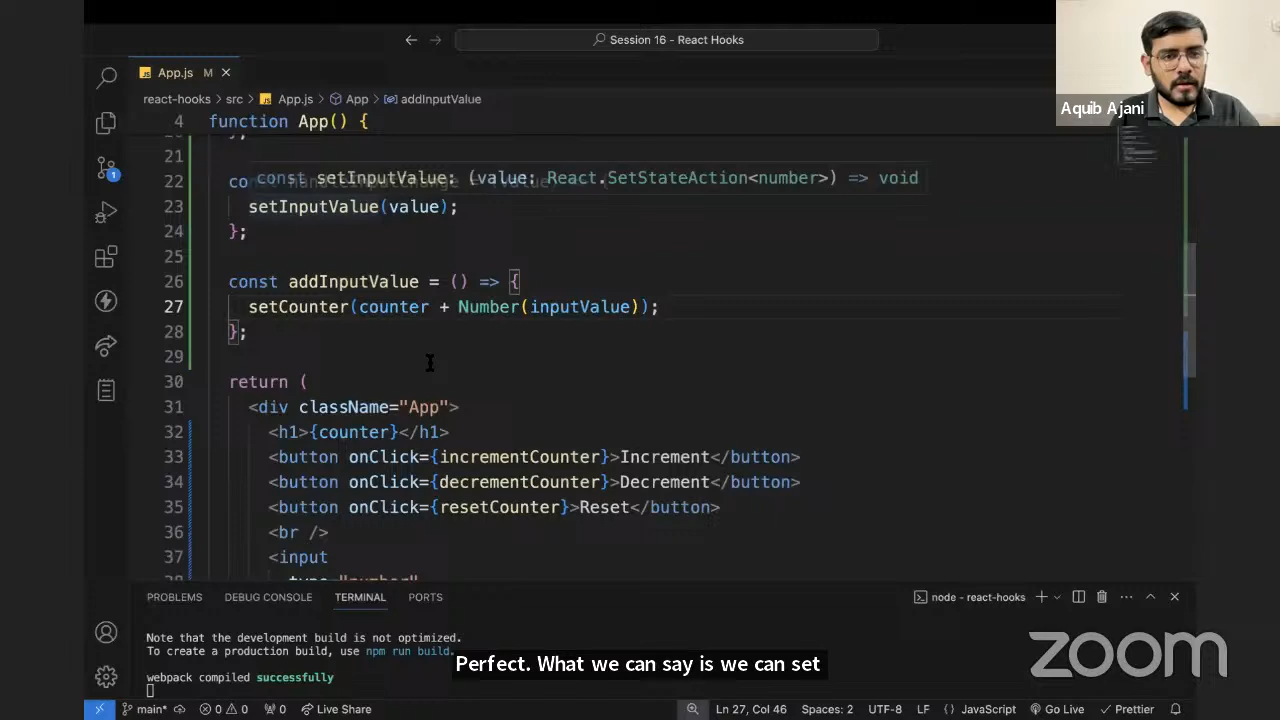 Session 16 - React Hooks
Aquib Ajani
App.js M
react-hooks > src > App.js > App > addInputValue
4 function App() {
21
22 co
const setInputValue: (value: React.SetStateAction<number>) => void
23 setInputValue(value);
24 };
25
26 const addInputValue = () => {
27 setCounter(counter + Number(inputValue));
28 };
29
30 return (
31 <div className="App">
32 <h1>{counter}</h1>
33 <button onClick={incrementCounter}>Increment</button>
34 <button onClick={decrementCounter}>Decrement</button>
35 <button onClick={resetCounter}>Reset</button>
36 <br />
37 <input
1
PROBLEMS DEBUG CONSOLE TERMINAL PORTS
node - react-hooks
Note that the development build is not optimized.
To create a production build, use npm run build.
webpack compiled successfully
Perfect. What we can say is we can set
zoom
main* 0 0 0 Live Share
Ln 27, Col 46 Spaces: 2 UTF-8 LF {} JavaScript Go Live Prettier